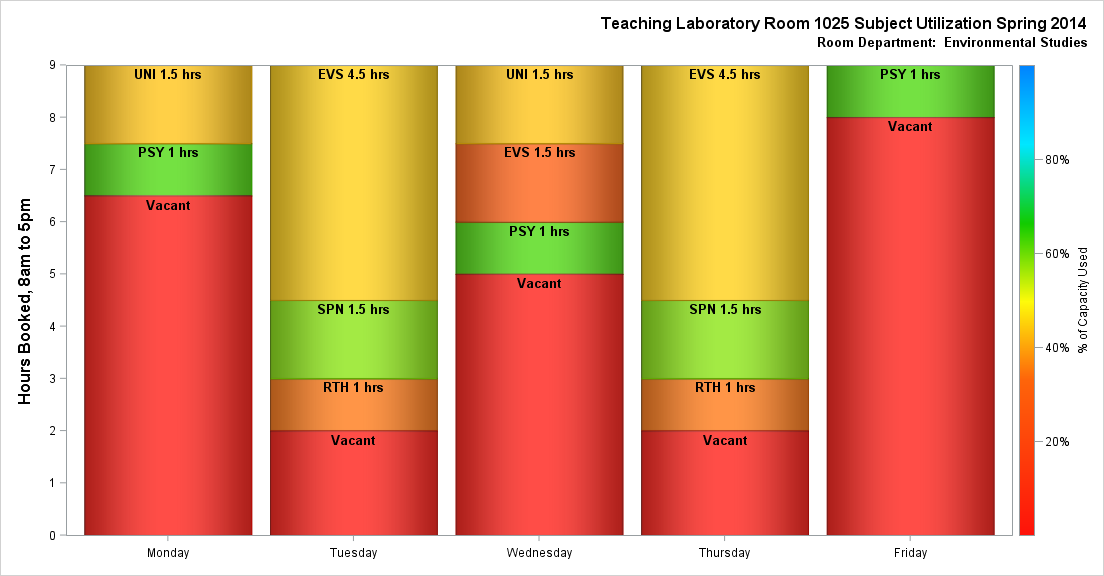 Teaching Laboratory Room 1025 Subject Utilization Spring 2014
Room Department:  Environmental Studies
Hours Booked, 8am to 5pm
9
8
7
6
5
4
3
2
1
0
UNI 1.5 hrs
PSY 1 hrs
Vacant
EVS 4.5 hrs
SPN 1.5 hrs
RTH 1 hrs
Vacant
UNI 1.5 hrs
EVS 1.5 hrs
PSY 1 hrs
Vacant
EVS 4.5 hrs
SPN 1.5 hrs
RTH 1 hrs
Vacant
PSY 1 hrs
Vacant
Monday
Tuesday
Wednesday
Thursday
Friday
80%
60%
40%
20%
% of Capacity Used